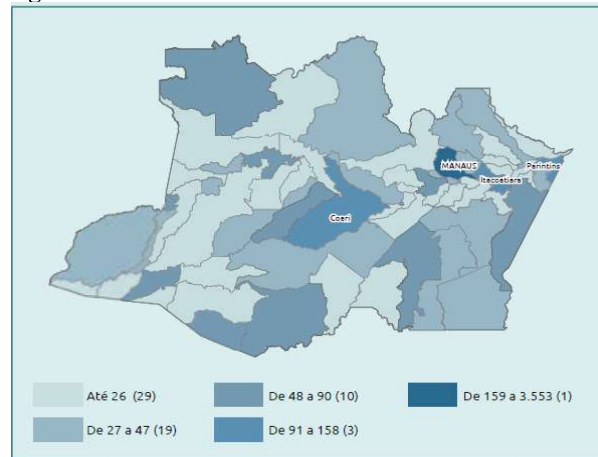 MANAUS
Parintins
Itacoatiara
Coari
Até 26 (29)
De 48 a 90 (10)
De 159 a 3.553 (1)
De 27 a 47 (19)
De 91 a 158 (3)